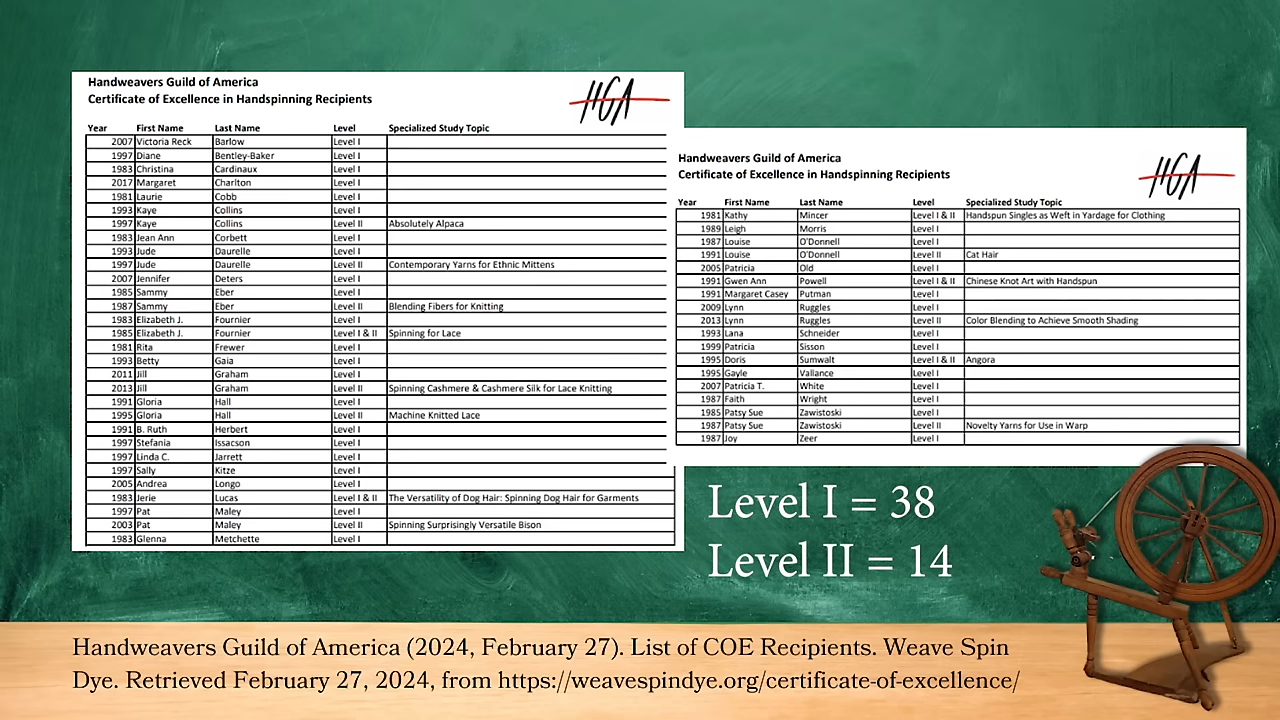 Handweavers Guild of America
Certificate of Excellence in Handspinning Recipients
HGA
Year First Name Last Name Level Specialized Study Topic
2007 Victoria Reck Barlow Level I
1997 Diane Bentley-Baker Level I
1983 Christina Cardinaux Level I
2017 Margaret Charlton Level I
1981 Laurie Cobb Level I
1993 Kaye Collins Level I
1997 Kaye Collins Level II Absolutely Alpaca
1983 Jean Ann Corbett Level I
1993 Jude Daurelle Level I
1997 Jude Daurelle Level II Contemporary Yarns for Ethnic Mittens
2007 Jennifer Deters Level I
1985 Sammy Eber Level I
1987 Sammy Eber Level II Blending Fibers for Knitting
1983 Elizabeth J. Fournier Level I
1985 Elizabeth J. Fournier Level I & II Spinning for Lace
1981 Rita Frewer Level I
1993 Betty Gaia Level I
2011 Jill Graham Level I
2013 Jill Graham Level II Spinning Cashmere & Cashmere Silk for Lace Knitting
1991 Gloria Hall Level I
1995 Gloria Hall Level II Machine Knitted Lace
1991 B. Ruth Herbert Level I
1997 Stefania Issacson Level I
1997 Linda C. Jarrett Level I
1997 Sally Kitze Level I
2005 Andrea Longo Level I
1983 Jerie Lucas Level I & II The Versatility of Dog Hair: Spinning Dog Hair for Garments
1997 Pat Maley Level I
2003 Pat Maley Level II Spinning Surprisingly Versatile Bison
1983 Glenna Metchette Level I
Handweavers Guild of America
Certificate of Excellence in Handspinning Recipients
HGA
Year First Name Last Name Level Specialized Study Topic
1981 Kathy Mincer Level I & II Handspun Singles as Weft in Yardage for Clothing
1989 Leigh Morris Level I
1987 Louise O'Donnell Level I
1991 Louise O'Donnell Level II Cat Hair
2005 Patricia Old Level I
1991 Gwen Ann Powell Level I & II Chinese Knot Art with Handspun
1991 Margaret Casey Putman Level I
2009 Lynn Ruggles Level I
2013 Lynn Ruggles Level II Color Blending to Achieve Smooth Shading
1993 Lana Schneider Level I
1999 Patricia Sisson Level I
1995 Doris Sumwalt Level I & II Angora
1995 Gayle Vallance Level I
2007 Patricia T. White Level I
1987 Faith Wright Level I
1985 Patsy Sue Zawistoski Level I
1987 Patsy Sue Zawistoski Level II Novelty Yarns for Use in Warp
1987 Joy Zeer Level I
Level I = 38
Level II = 14
Handweavers Guild of America (2024, February 27). List of COE Recipients. Weave Spin
Dye. Retrieved February 27, 2024, from https://weavespindye.org/certificate-of-excellence/